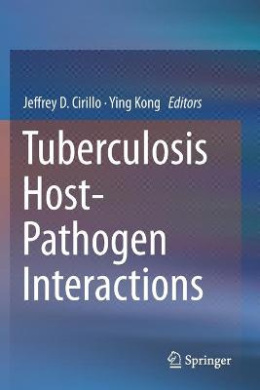 Jeffrey D. Cirillo · Ying Kong Editors
Tuberculosis
Host-
Pathogen
Interactions
Springer